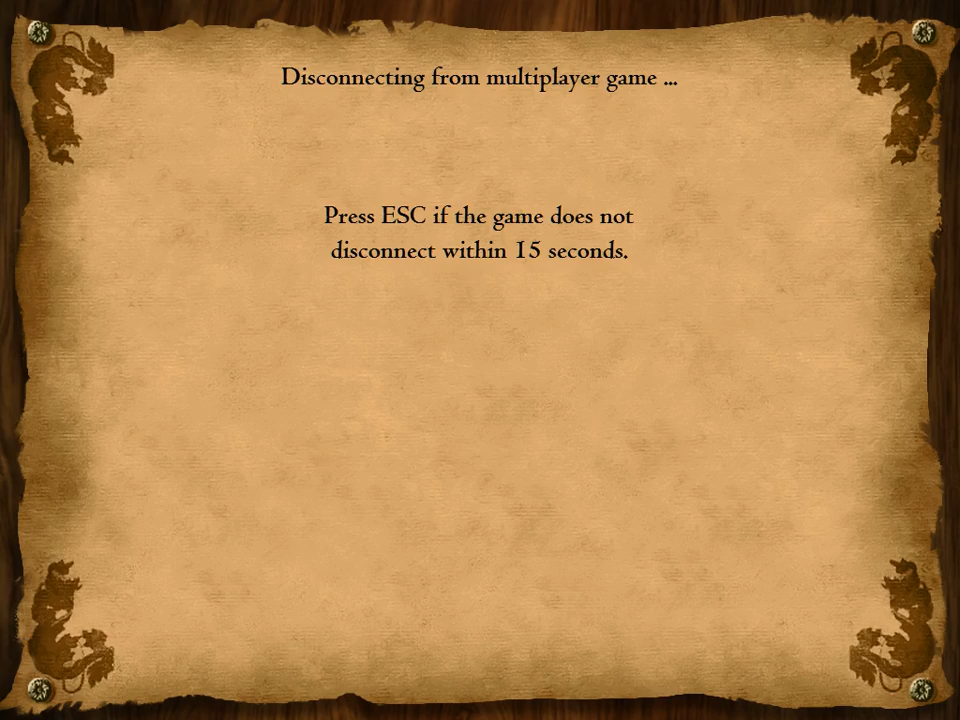 Disconnecting from multiplayer game ...
Press ESC if the game does not
disconnect within 15 seconds.